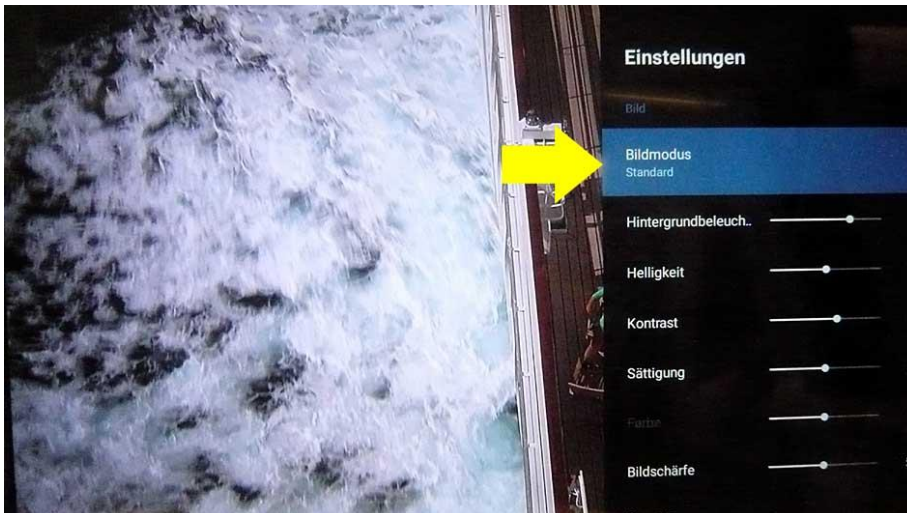 Einstellungen
Bild
Bildmodus
Standard
Hintergrundbeleuch..
Helligkeit
Kontrast
Sättigung
Farbe
Bildschärfe